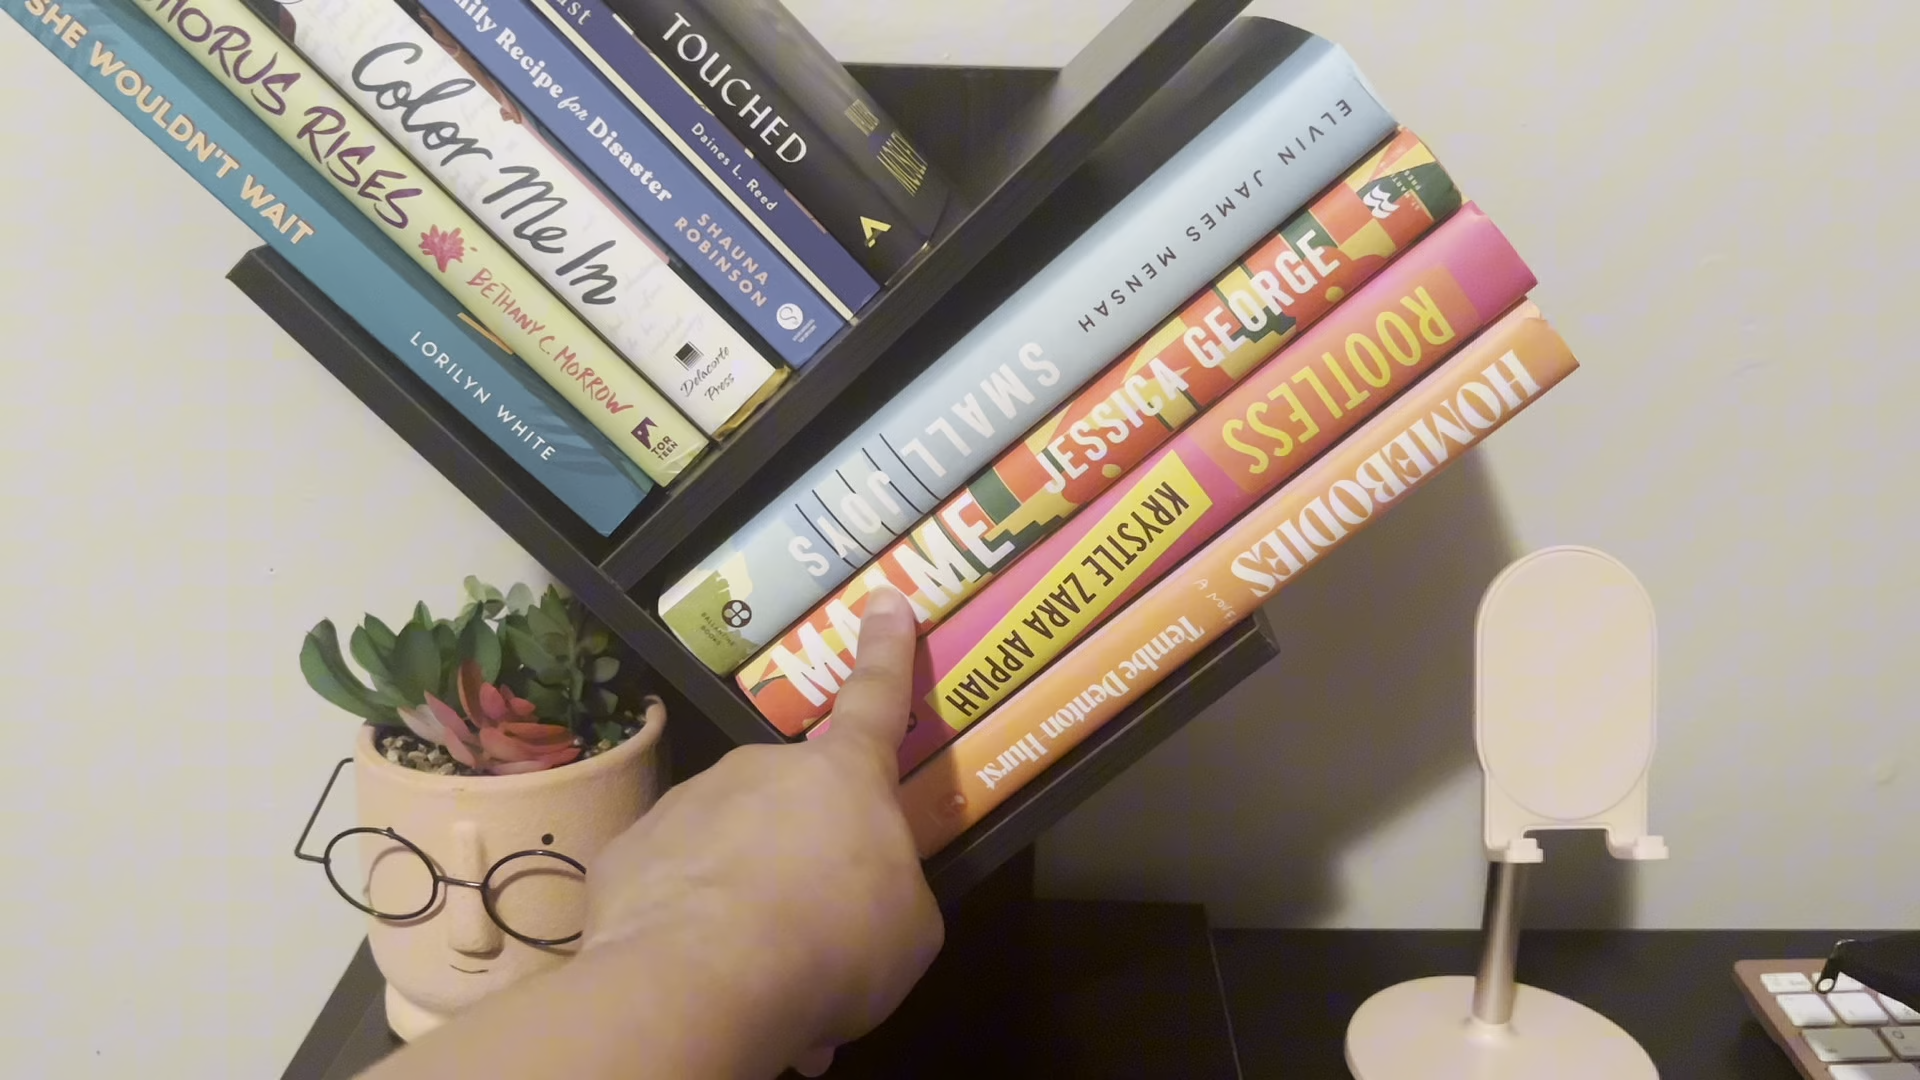 SHE WOULDN'T WAIT
LORILYN WHITE
MORUS RISES
BETHANY C. MORROW
TOR
TEEN
Color Me In
Delacorte
Press
Recipe for Disaster
SHAUNA
ROBINSON
Daines L. Reed
TOUCHED
MOSLEY
SMALL JOYS
ELVIN JAMES MENSAH
BALLANTINE
BOOKS
MAAME
JESSICA GEORGE
ROOTLESS
KRYSTLE ZARA APPIAH
HOMEBODIES
A NOVEL
Tembe Denton-Hurst